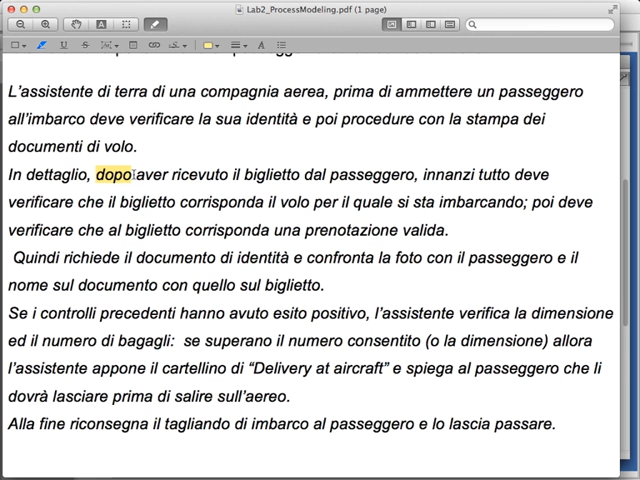 Lab2_ProcessModeling.pdf (1 page)
L’assistente di terra di una compagnia aerea, prima di ammettere un passeggero
all’imbarco deve verificare la sua identità e poi procedure con la stampa dei
documenti di volo.
In dettaglio, dopo aver ricevuto il biglietto dal passeggero, innanzi tutto deve
verificare che il biglietto corrisponda il volo per il quale si sta imbarcando; poi deve
verificare che al biglietto corrisponda una prenotazione valida.
Quindi richiede il documento di identità e confronta la foto con il passeggero e il
nome sul documento con quello sul biglietto.
Se i controlli precedenti hanno avuto esito positivo, l’assistente verifica la dimensione
ed il numero di bagagli: se superano il numero consentito (o la dimensione) allora
l’assistente appone il cartellino di “Delivery at aircraft” e spiega al passeggero che li
dovrà lasciare prima di salire sull’aereo.
Alla fine riconsegna il tagliando di imbarco al passeggero e lo lascia passare.